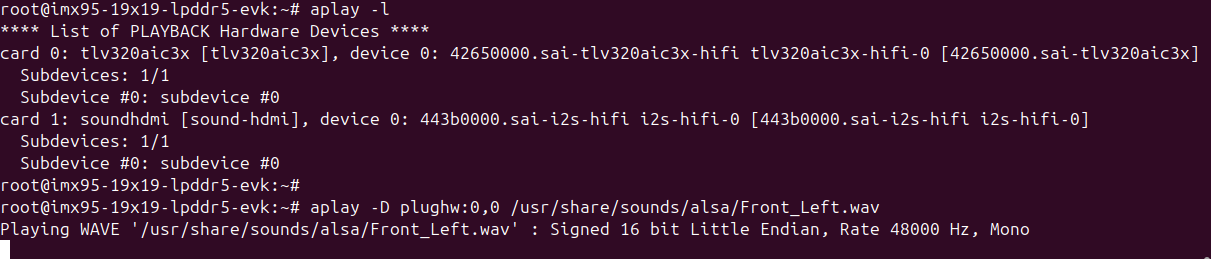 root@imx95-19x19-lpddr5-evk:~# aplay -l
**** List of PLAYBACK Hardware Devices ****
card 0: tlv320aic3x [tlv320aic3x], device 0: 42650000.sai-tlv320aic3x-hifi tlv320aic3x-hifi-0 [42650000.sai-tlv320aic3x]
  Subdevices: 1/1
  Subdevice #0: subdevice #0
card 1: soundhdmi [sound-hdmi], device 0: 443b0000.sai-i2s-hifi i2s-hifi-0 [443b0000.sai-i2s-hifi i2s-hifi-0]
  Subdevices: 1/1
  Subdevice #0: subdevice #0
root@imx95-19x19-lpddr5-evk:~#
root@imx95-19x19-lpddr5-evk:~# aplay -D plughw:0,0 /usr/share/sounds/alsa/Front_Left.wav
Playing WAVE '/usr/share/sounds/alsa/Front_Left.wav' : Signed 16 bit Little Endian, Rate 48000 Hz, Mono